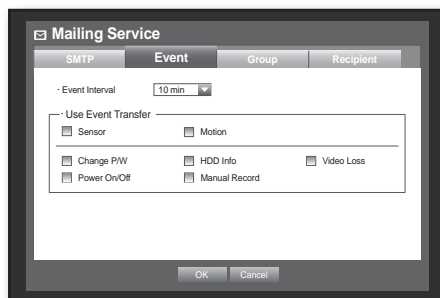 Mailing Service
SMTP Event Group Recipient
· Event Interval 10 min
· Use Event Transfer
Sensor Motion
Change P/W HDD Info Video Loss
Power On/Off Manual Record
OK Cancel